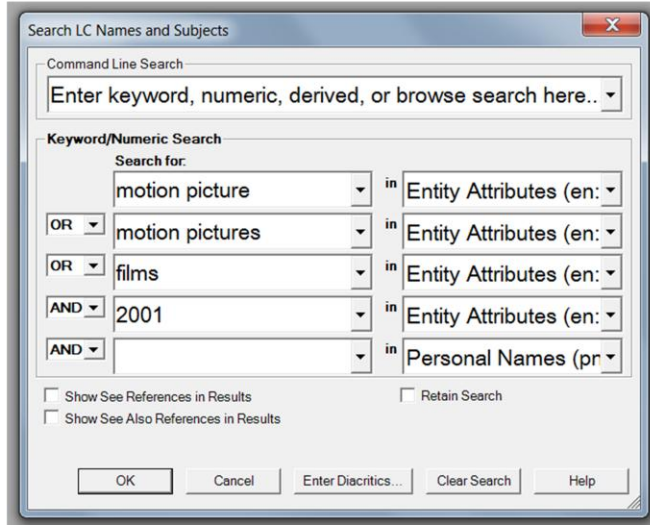 Search LC Names and Subjects
Command Line Search
Enter keyword, numeric, derived, or browse search here..
Keyword/Numeric Search
Search for:
motion picture in Entity Attributes (en:
OR motion pictures in Entity Attributes (en:
OR films in Entity Attributes (en:
AND 2001 in Entity Attributes (en:
AND in Personal Names (pn
Show See References in Results Retain Search
Show See Also References in Results
OK Cancel Enter Diacritics... Clear Search Help